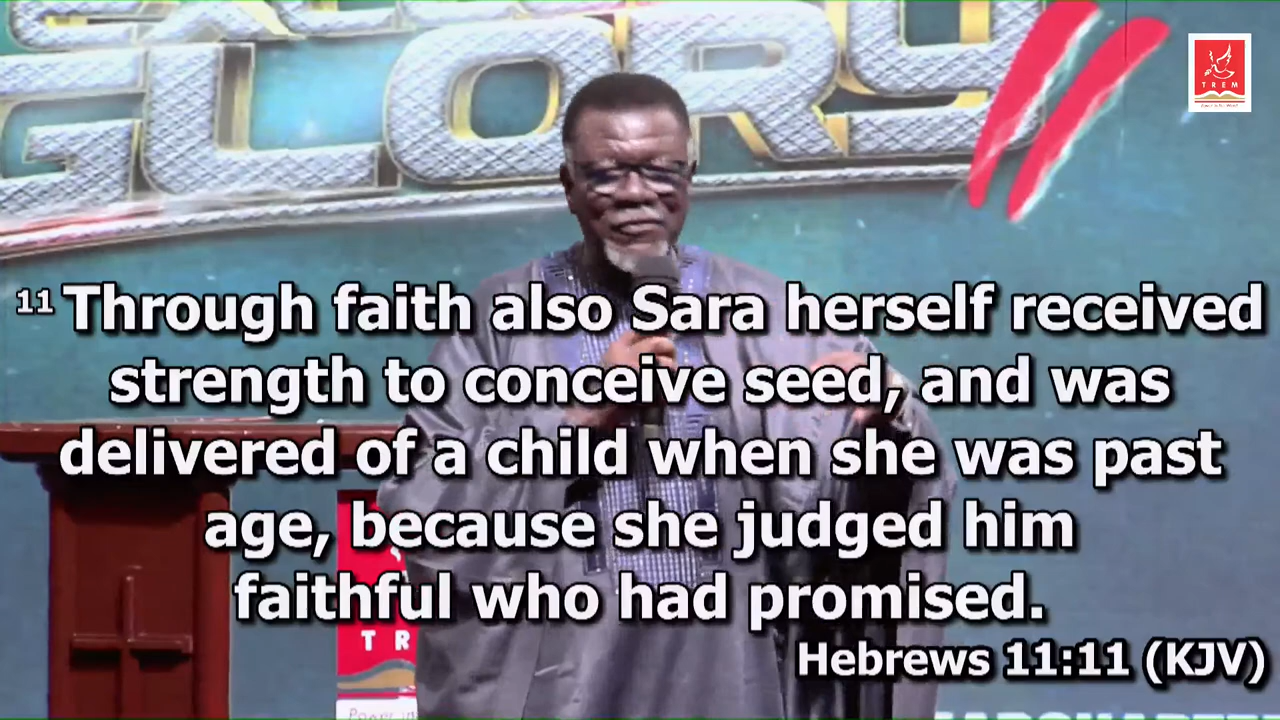 GLORY
TREM
11 Through faith also Sara herself received
strength to conceive seed, and was
delivered of a child when she was past
age, because she judged him
faithful who had promised.
Hebrews 11:11 (KJV)
TR